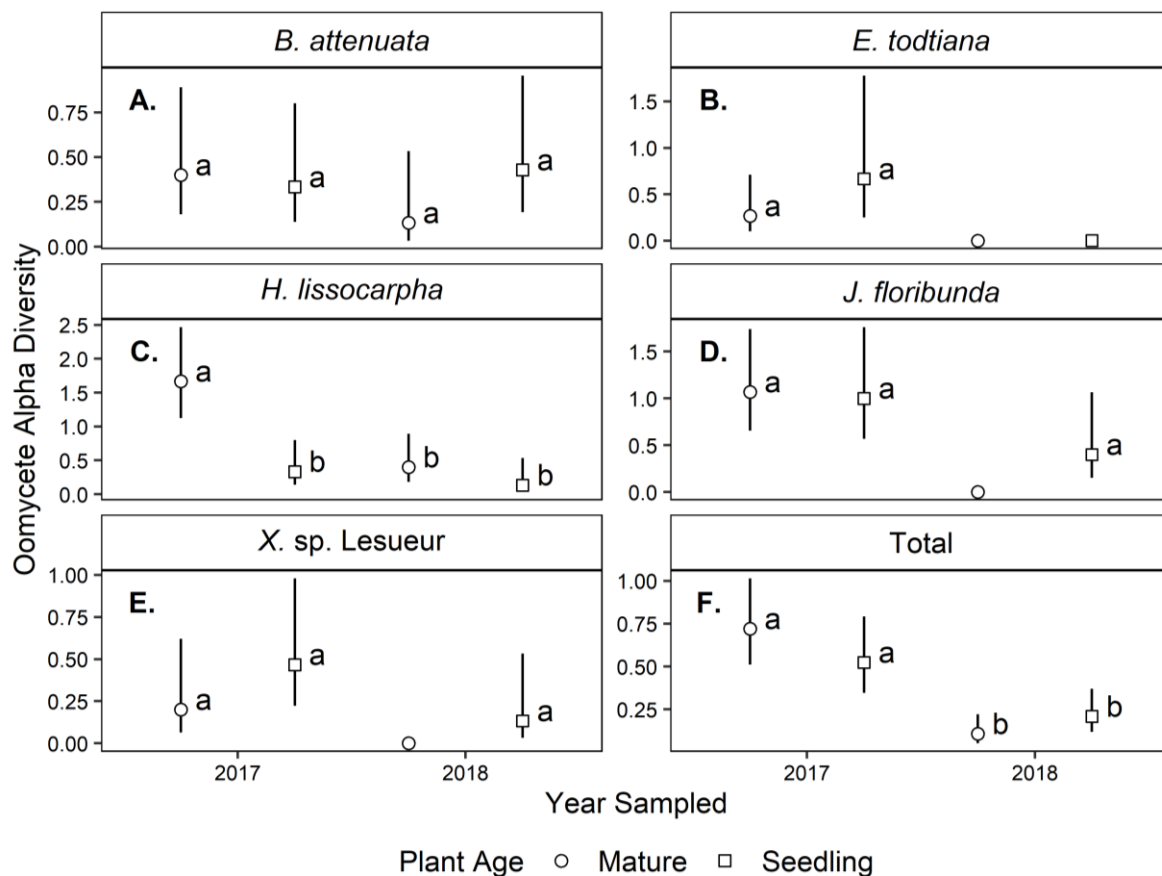 B. attenuata
E. todtiana
A.
0.75
0.50
0.25
0.00
a
a
a
a
B.
1.5
1.0
0.5
0.0
a
a
H. lissocarpha
J. floribunda
Oomycete Alpha Diversity
C.
2.5
2.0
1.5
1.0
0.5
0.0
a
b
b
b
D.
1.5
1.0
0.5
0.0
a
a
a
X. sp. Lesueur
Total
E.
1.00
0.75
0.50
0.25
0.00
a
a
a
F.
1.00
0.75
0.50
0.25
a
a
b
b
2017
2018
2017
2018
Year Sampled
Plant Age Mature Seedling